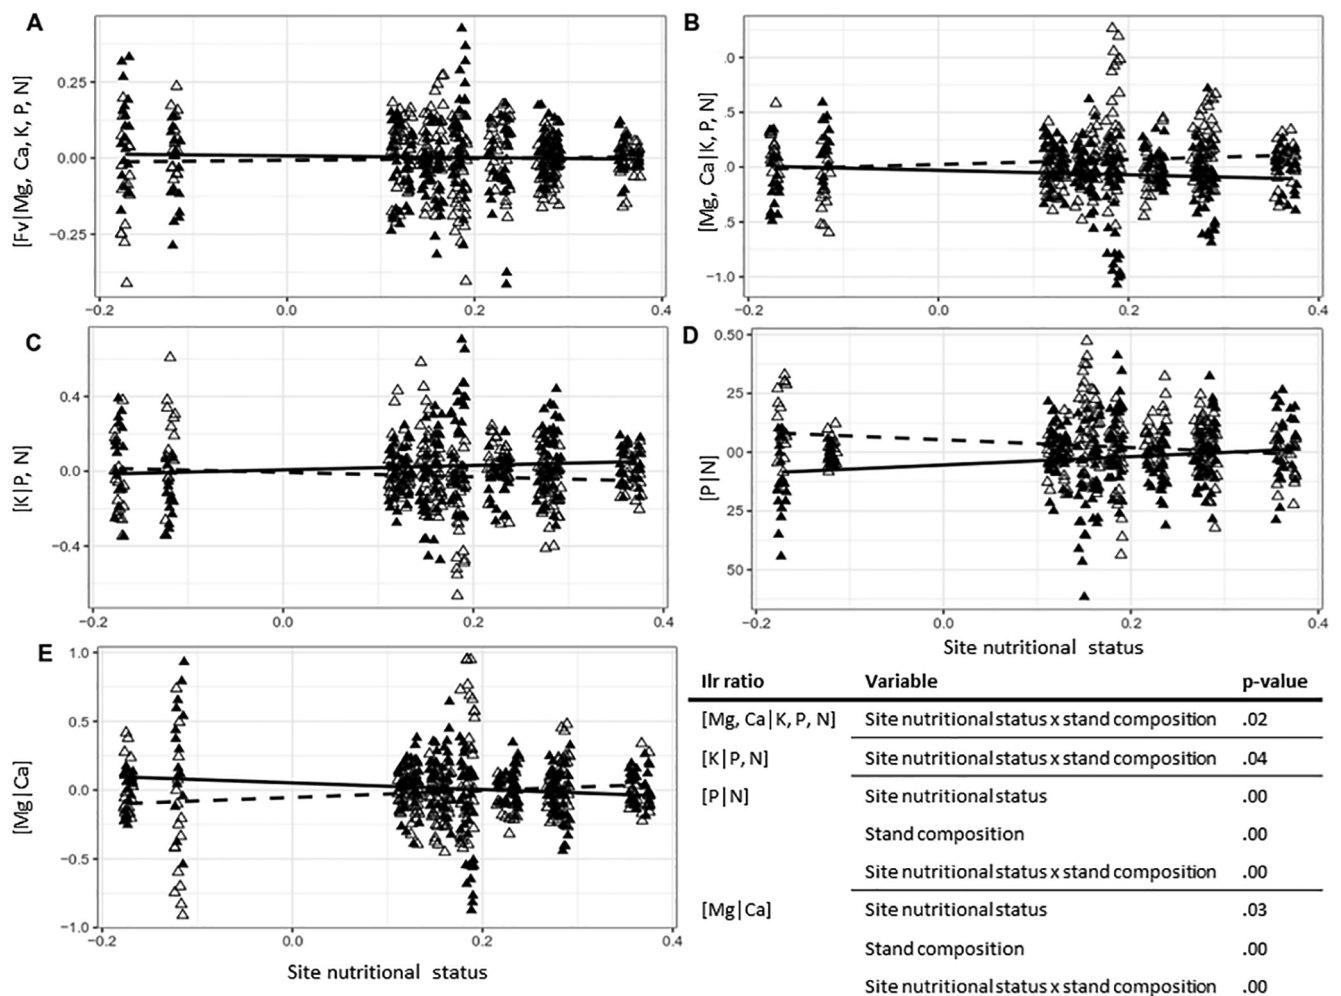 A
[Fv|Mg, Ca, K, P, N]
0.25
0.00
−0.25
−0.2 0.0 0.2 0.4
B
[Mg, Ca|K, P, N]
.0
.5
.0
.5
−1.0
−0.2 0.0 0.2 0.4
C
[K|P, N]
0.4
0.0
−0.4
−0.2 0.0 0.2 0.4
D
[P|N]
0.50
25
00
25
50
−0.2 0.0 0.2 0.4
Site nutritional status
E
[Mg|Ca]
1.0
0.5
0.0
−0.5
−1.0
−0.2 0.0 0.2 0.4
Site nutritional status
Ilr ratio Variable p-value
[Mg, Ca|K, P, N] Site nutritional status x stand composition .02
[K|P, N] Site nutritional status x stand composition .04
[P|N] Site nutritional status .00
Stand composition .00
Site nutritional status x stand composition .00
[Mg|Ca] Site nutritional status .03
Stand composition .00
Site nutritional status x stand composition .00